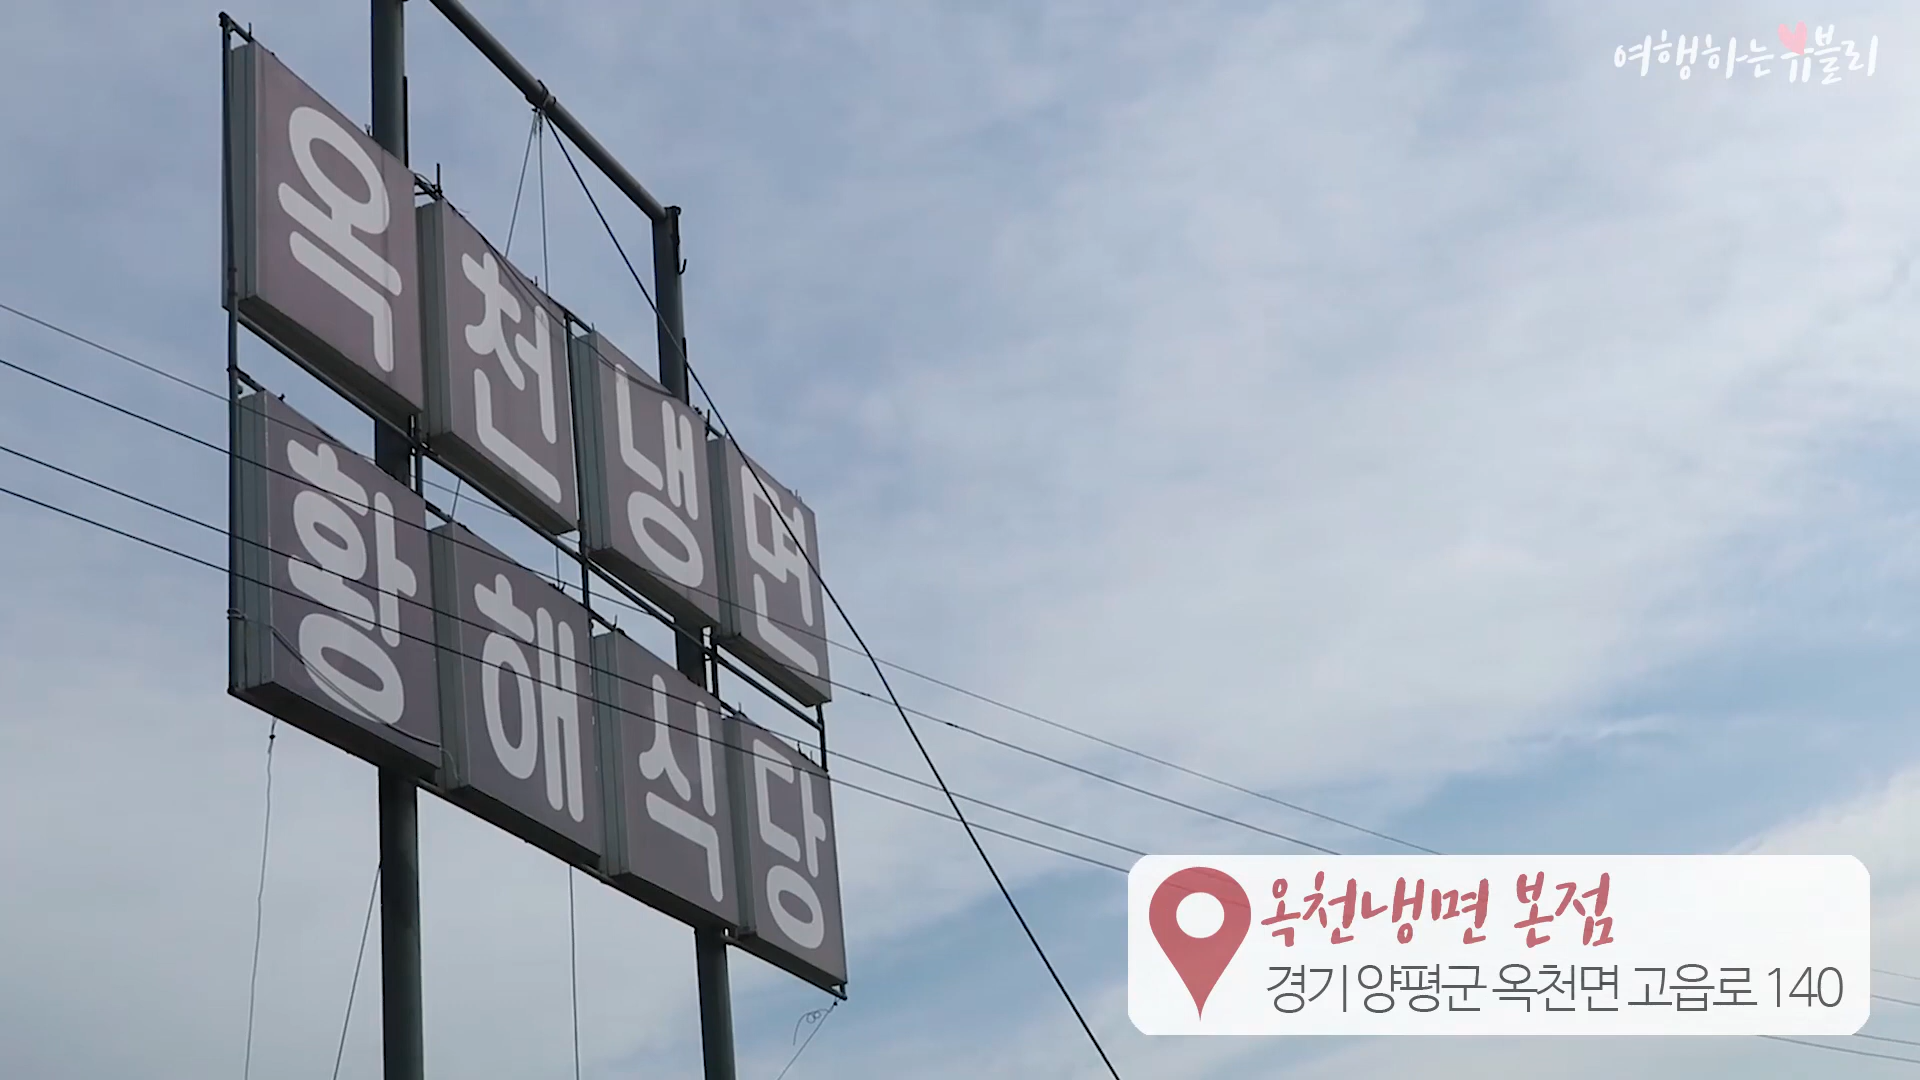 여행하는 유블리
옥천냉면
황해식당
옥천냉면 본점
경기 양평군 옥천면 고읍로 140